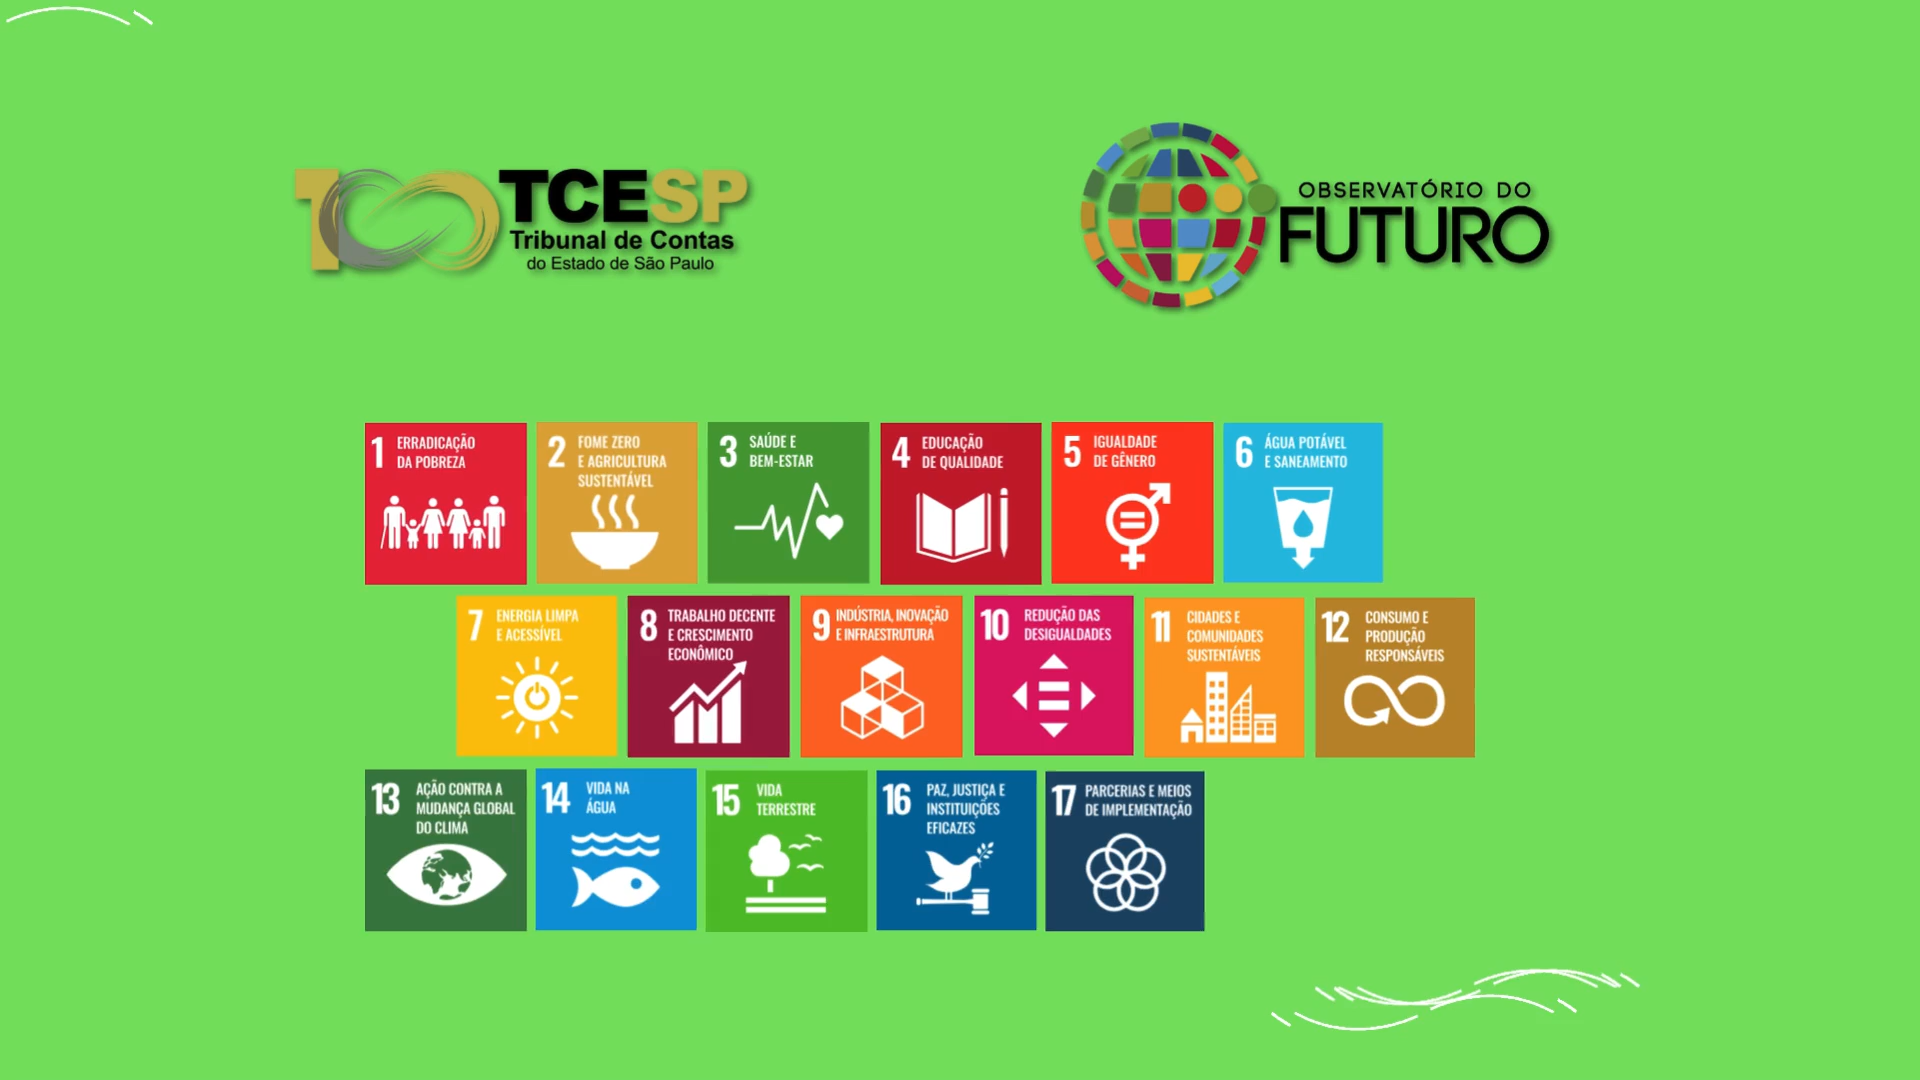 100 TCESP
Tribunal de Contas
do Estado de São Paulo
OBSERVATÓRIO DO
FUTURO
1 ERRADICAÇÃO
DA POBREZA
2 FOME ZERO
E AGRICULTURA
SUSTENTÁVEL
3 SAÚDE E
BEM-ESTAR
4 EDUCAÇÃO
DE QUALIDADE
5 IGUALDADE
DE GÊNERO
6 ÁGUA POTÁVEL
E SANEAMENTO
7 ENERGIA LIMPA
E ACESSÍVEL
8 TRABALHO DECENTE
E CRESCIMENTO
ECONÔMICO
9 INDÚSTRIA, INOVAÇÃO
E INFRAESTRUTURA
10 REDUÇÃO DAS
DESIGUALDADES
11 CIDADES E
COMUNIDADES
SUSTENTÁVEIS
12 CONSUMO E
PRODUÇÃO
RESPONSÁVEIS
13 AÇÃO CONTRA A
MUDANÇA GLOBAL
DO CLIMA
14 VIDA NA
ÁGUA
15 VIDA
TERRESTRE
16 PAZ, JUSTIÇA E
INSTITUIÇÕES
EFICAZES
17 PARCERIAS E MEIOS
DE IMPLEMENTAÇÃO